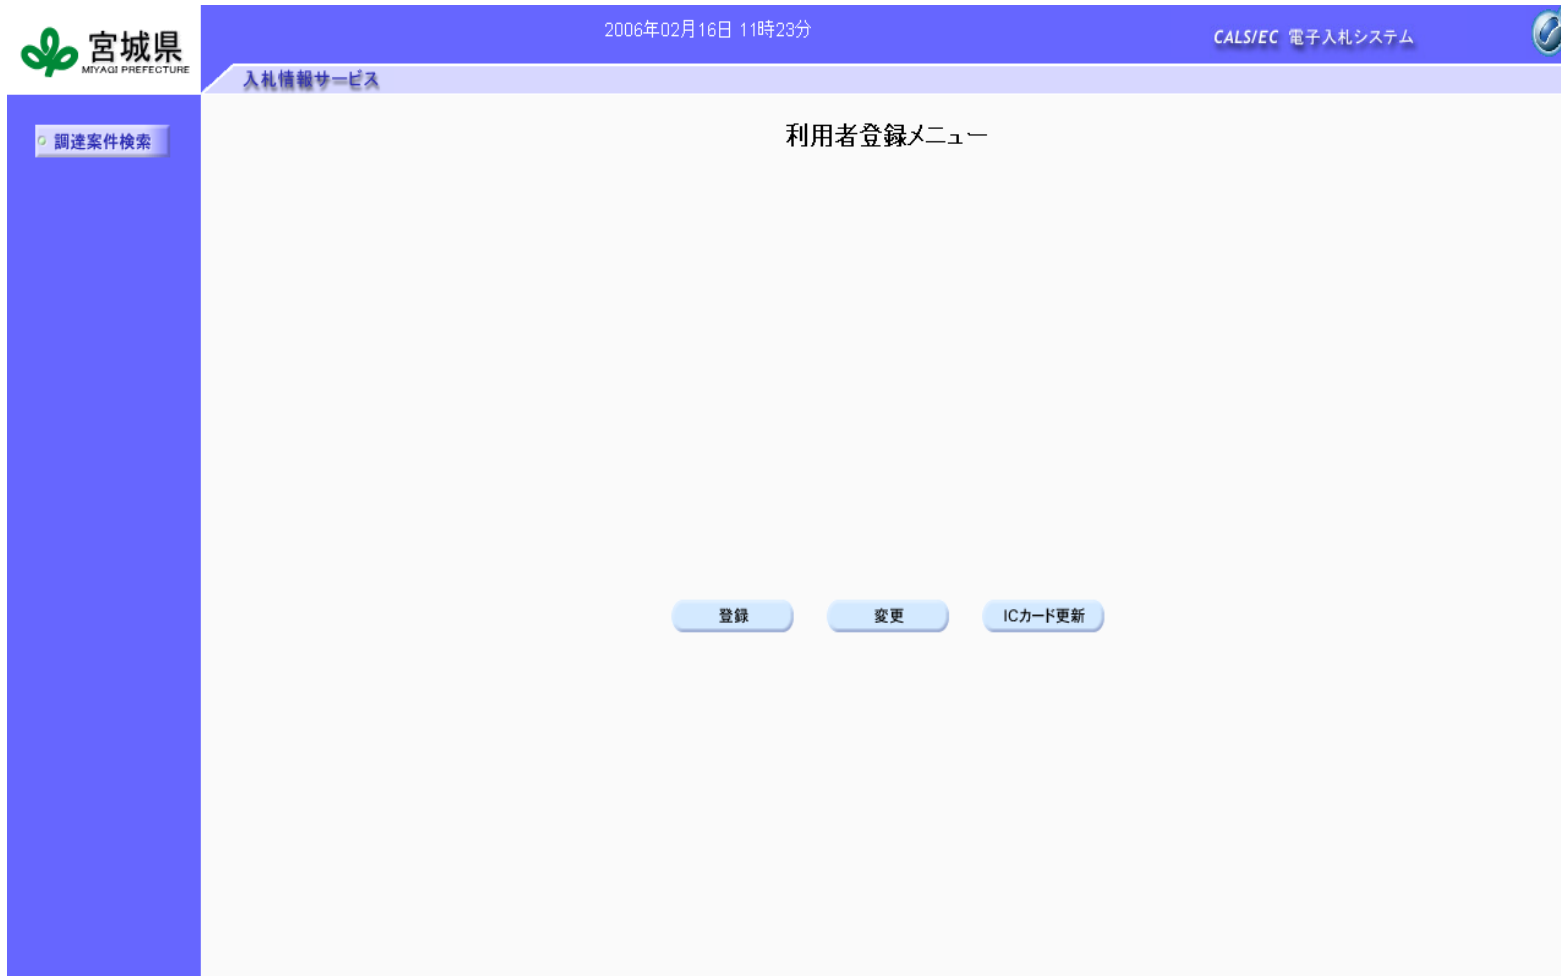 宮城県
MIYAGI PREFECTURE
2006年02月16日 11時23分
CALS/EC 電子入札システム
入札情報サービス
調達案件検索
利用者登録メニュー
登録
変更
ICカード更新